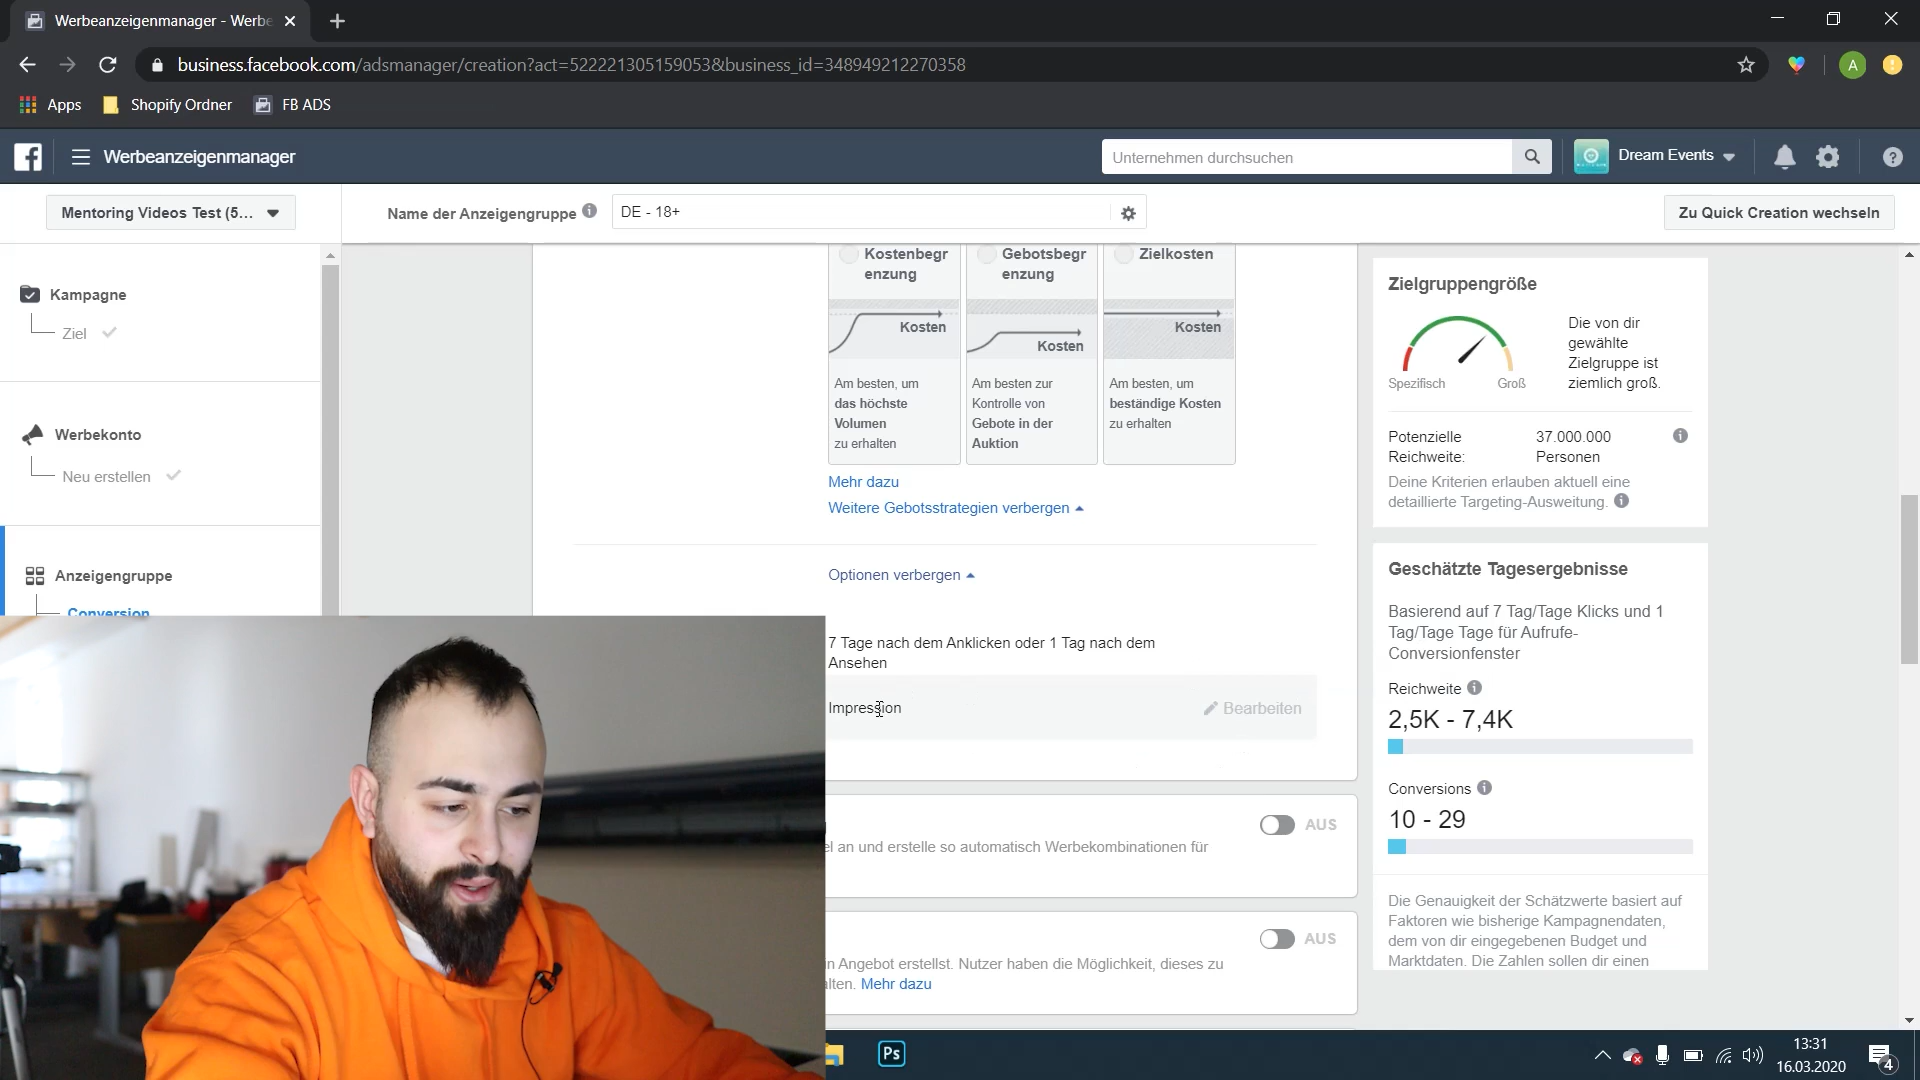 Werbeanzeigenmanager - Werbe
business.facebook.com/adsmanager/creation?act=522221305159053&business_id=348949212270358
A
Apps
Shopify Ordner
FB ADS
Werbeanzeigenmanager
Unternehmen durchsuchen
Dream Events
Mentoring Videos Test (5...
Name der Anzeigengruppe
DE - 18+
Zu Quick Creation wechseln
Kampagne
Ziel
Werbekonto
Neu erstellen
Anzeigengruppe
Conversion
Kostenbegr
enzung
Kosten
Am besten, um
das höchste
Volumen
zu erhalten
Gebotsbegr
enzung
Kosten
Am besten zur
Kontrolle von
Gebote in der
Auktion
Zielkosten
Kosten
Am besten, um
beständige Kosten
zu erhalten
Mehr dazu
Weitere Gebotsstrategien verbergen
Optionen verbergen
7 Tage nach dem Anklicken oder 1 Tag nach dem
Ansehen
Impression
Bearbeiten
AUS
el an und erstelle so automatisch Werbekombinationen für
AUS
n Angebot erstellst. Nutzer haben die Möglichkeit, dieses zu
lten. Mehr dazu
Zielgruppengröße
Spezifisch
Groß
Die von dir
gewählte
Zielgruppe ist
ziemlich groß.
Potenzielle
Reichweite:
37.000.000
Personen
Deine Kriterien erlauben aktuell eine
detaillierte Targeting-Ausweitung.
Geschätzte Tagesergebnisse
Basierend auf 7 Tag/Tage Klicks und 1
Tag/Tage Tage für Aufrufe-
Conversionfenster
Reichweite
2,5K - 7,4K
Conversions
10 - 29
Die Genauigkeit der Schätzwerte basiert auf
Faktoren wie bisherige Kampagnendaten,
dem von dir eingegebenen Budget und
Marktdaten. Die Zahlen sollen dir einen
Ps
13:31
16.03.2020
4